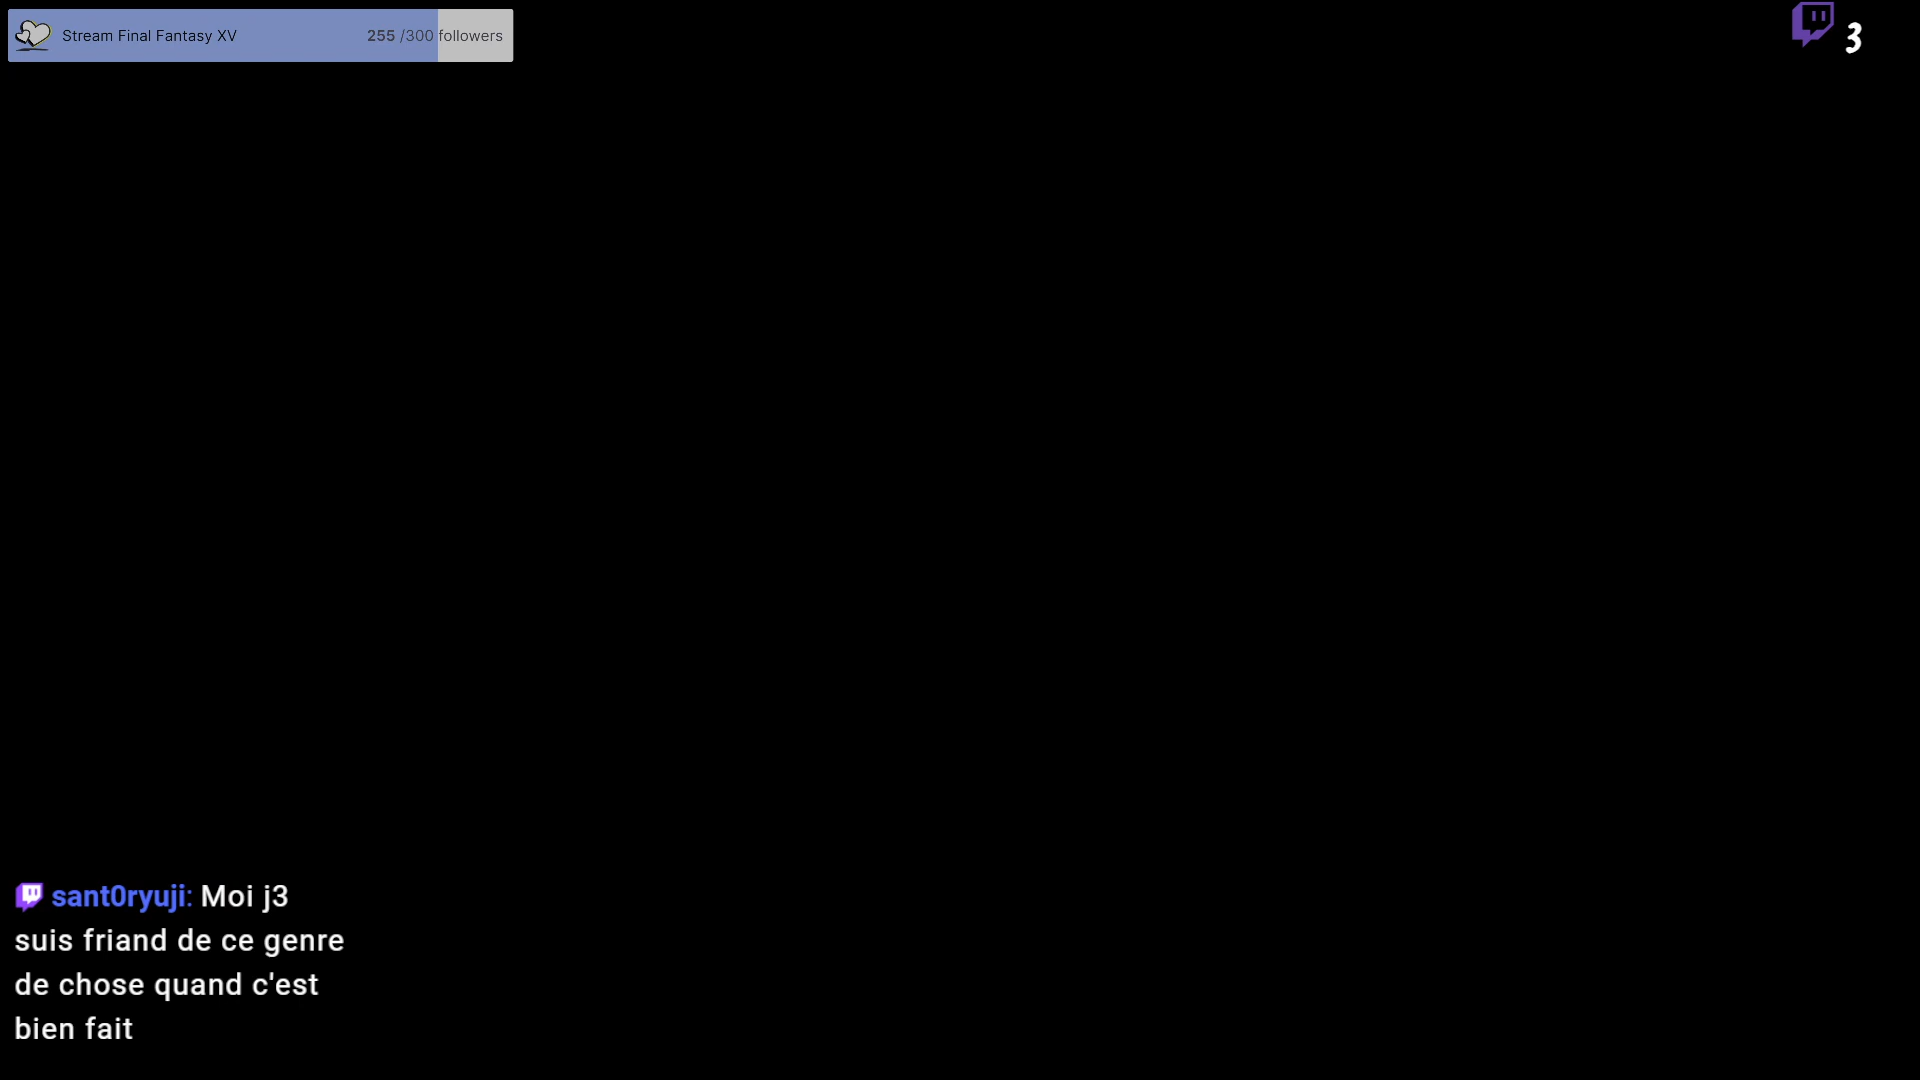 Stream Final Fantasy XV 255 /300 followers
3
sant0ryuji: Moi j3
suis friand de ce genre
de chose quand c'est
bien fait